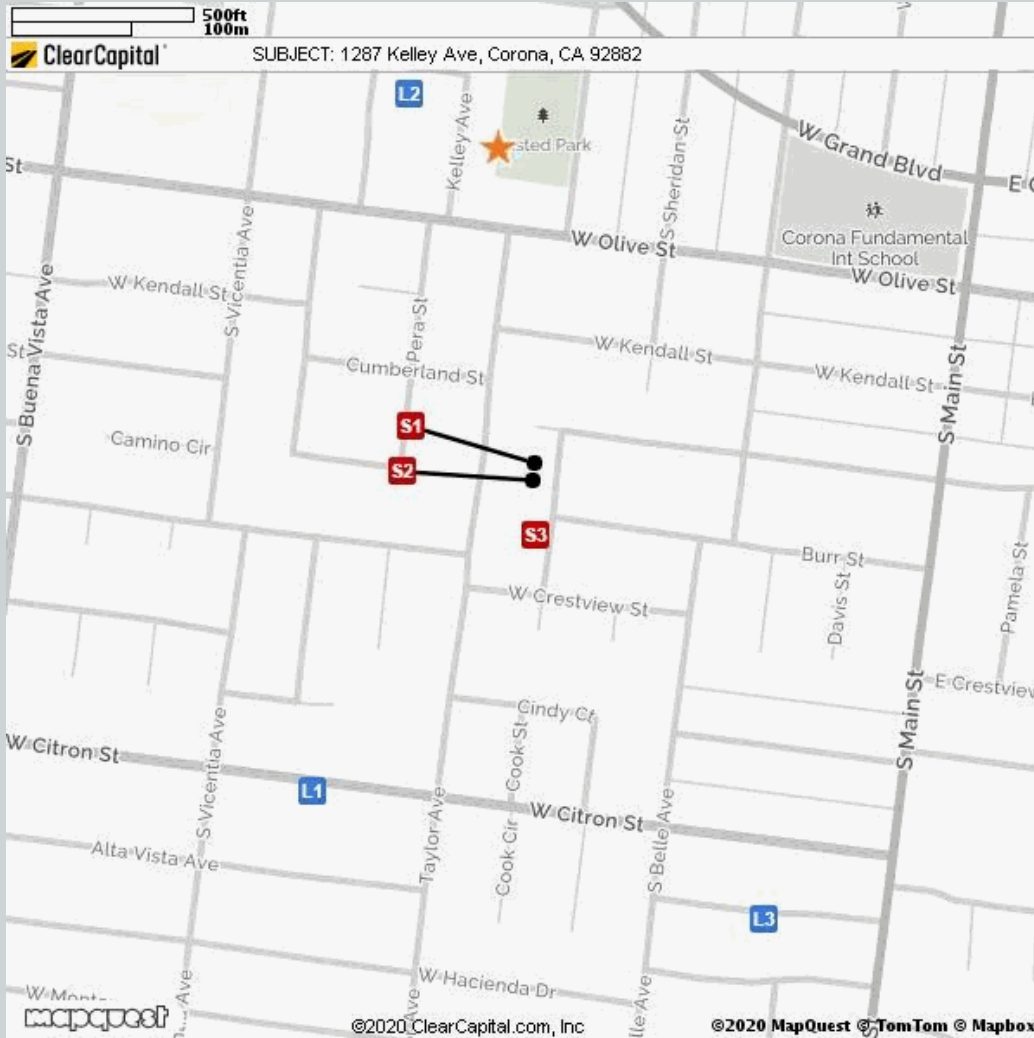 500ft
100m
ClearCapital
SUBJECT: 1287 Kelley Ave, Corona, CA 92882
L2
Kelley Ave
sted Park
S Sheridan St
W Grand Blvd
St
W Olive St
Corona Fundamental
Int School
W Olive St
S Vicentia Ave
W Kendall St
S Buena Vista Ave
Pera St
W Kendall St
St
Cumberland St
W Kendall St
S Main St
S1
Camino Cir
S2
S3
Burr St
Davis St
Pamela St
W Crestview St
E Crestview
S Main St
Cindy Ct
Cook St
W Citron St
S Vicentia Ave
L1
Taylor Ave
W Citron St
Cook Cir
S Belle Ave
Alta Vista Ave
L3
W Hacienda Dr
Ave
Ave
lle Ave
mapquest
©2020 ClearCapital.com, Inc
©2020 MapQuest © TomTom © Mapbox